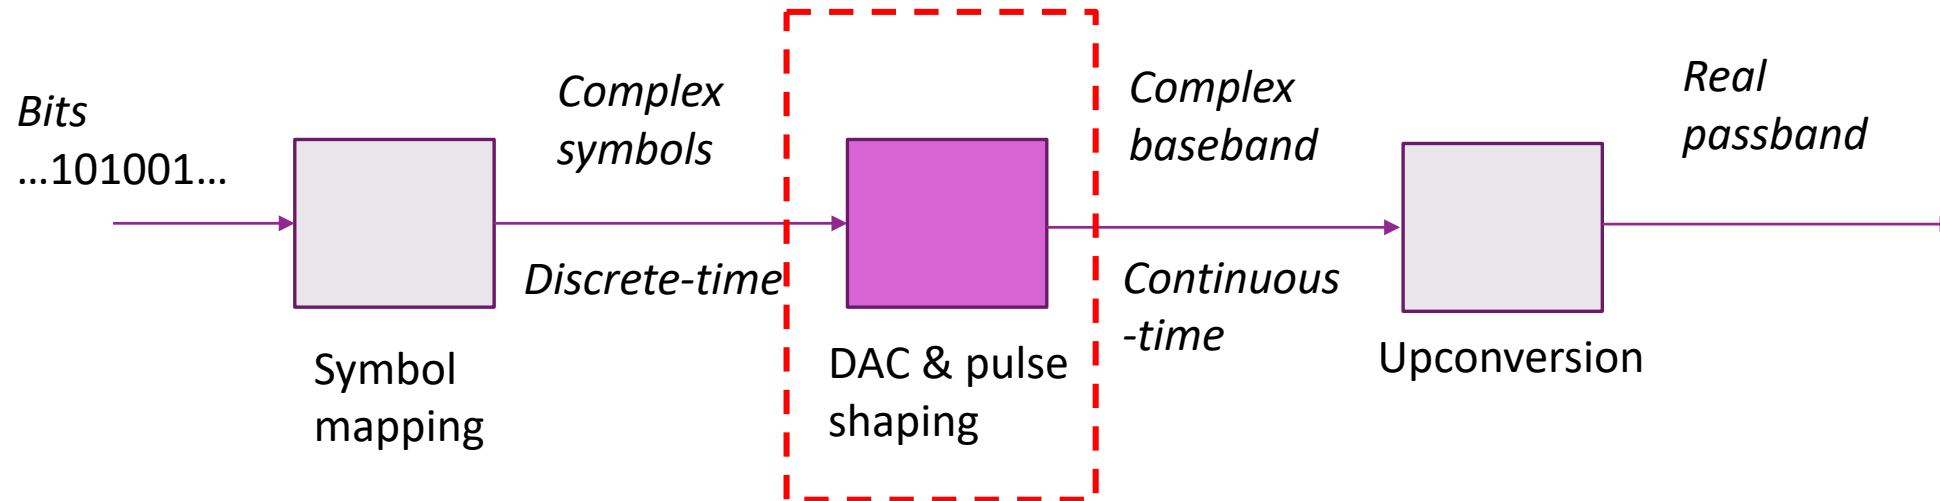 Bits
...101001...
Complex
symbols
Discrete-time
Symbol
mapping
DAC & pulse
shaping
Complex
baseband
Continuous
-time
Upconversion
Real
passband